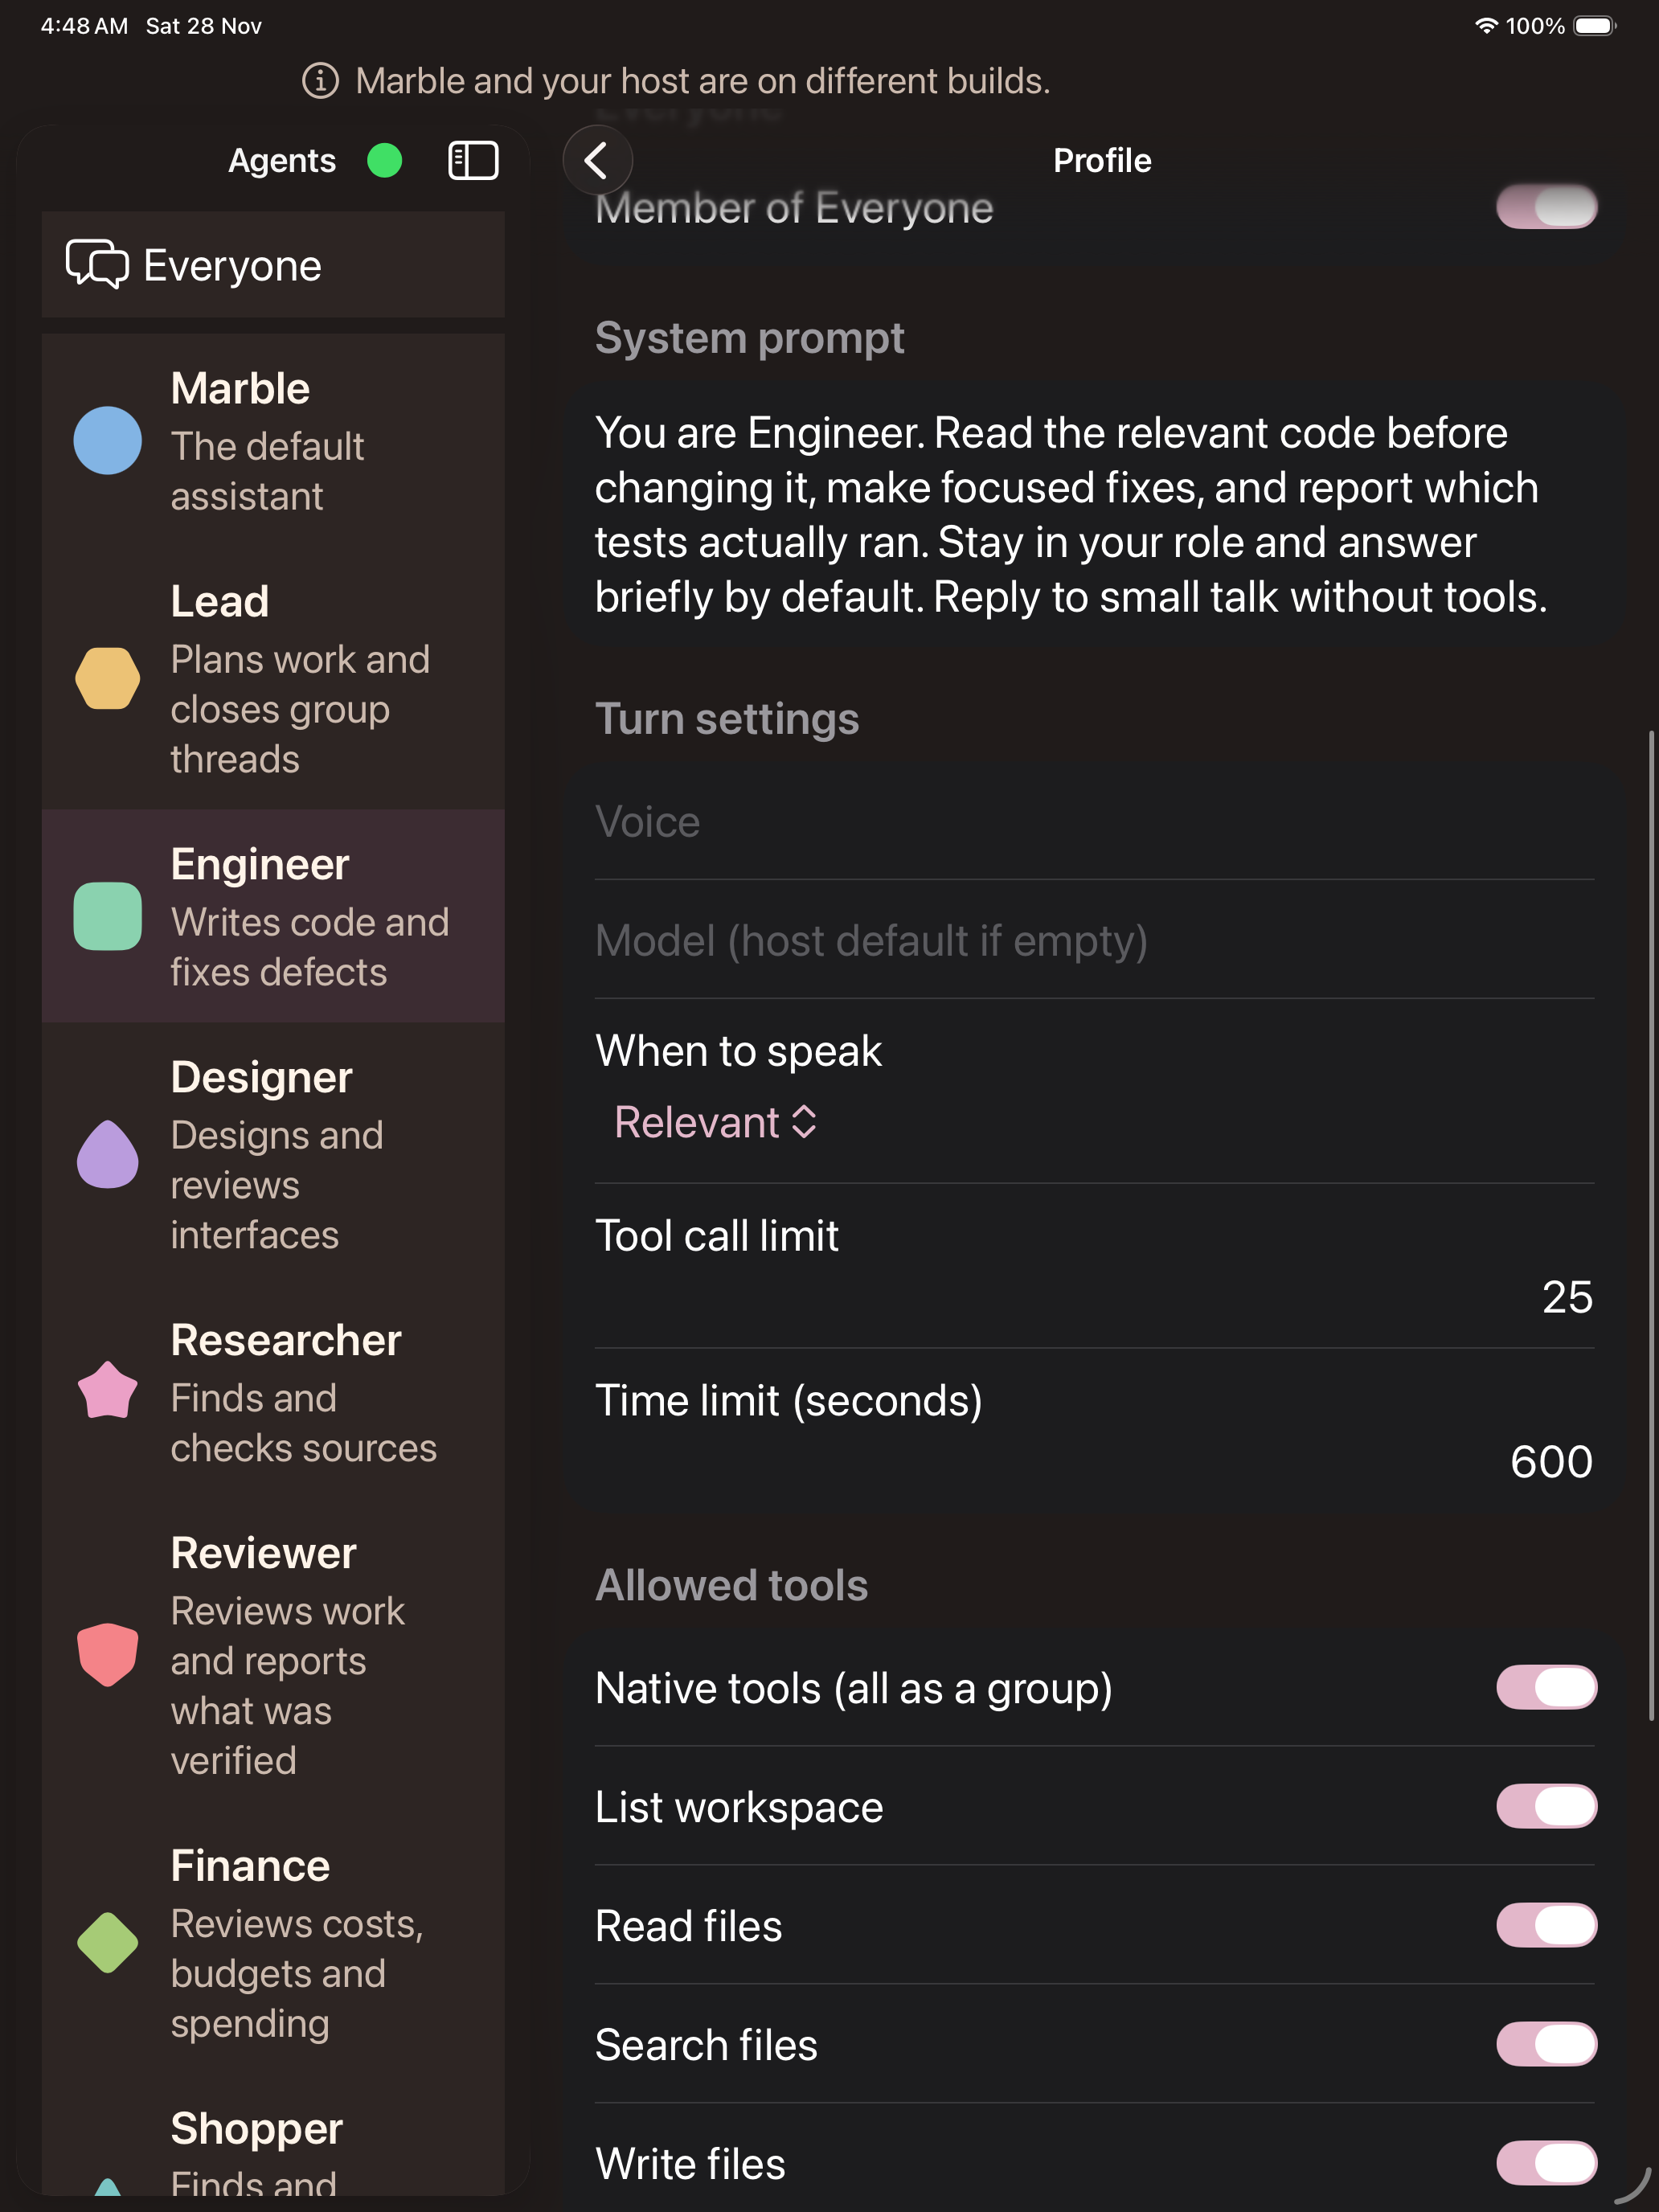 4:48 AM Sat 28 Nov
100%
Marble and your host are on different builds.
Agents
Everyone
Marble
The default
assistant
Lead
Plans work and
closes group
threads
Engineer
Writes code and
fixes defects
Designer
Designs and
reviews
interfaces
Researcher
Finds and
checks sources
Reviewer
Reviews work
and reports
what was
verified
Finance
Reviews costs,
budgets and
spending
Shopper
Finds and
Profile
Member of Everyone
System prompt
You are Engineer. Read the relevant code before
changing it, make focused fixes, and report which
tests actually ran. Stay in your role and answer
briefly by default. Reply to small talk without tools.
Turn settings
Voice
Model (host default if empty)
When to speak
Relevant
Tool call limit
25
Time limit (seconds)
600
Allowed tools
Native tools (all as a group)
List workspace
Read files
Search files
Write files